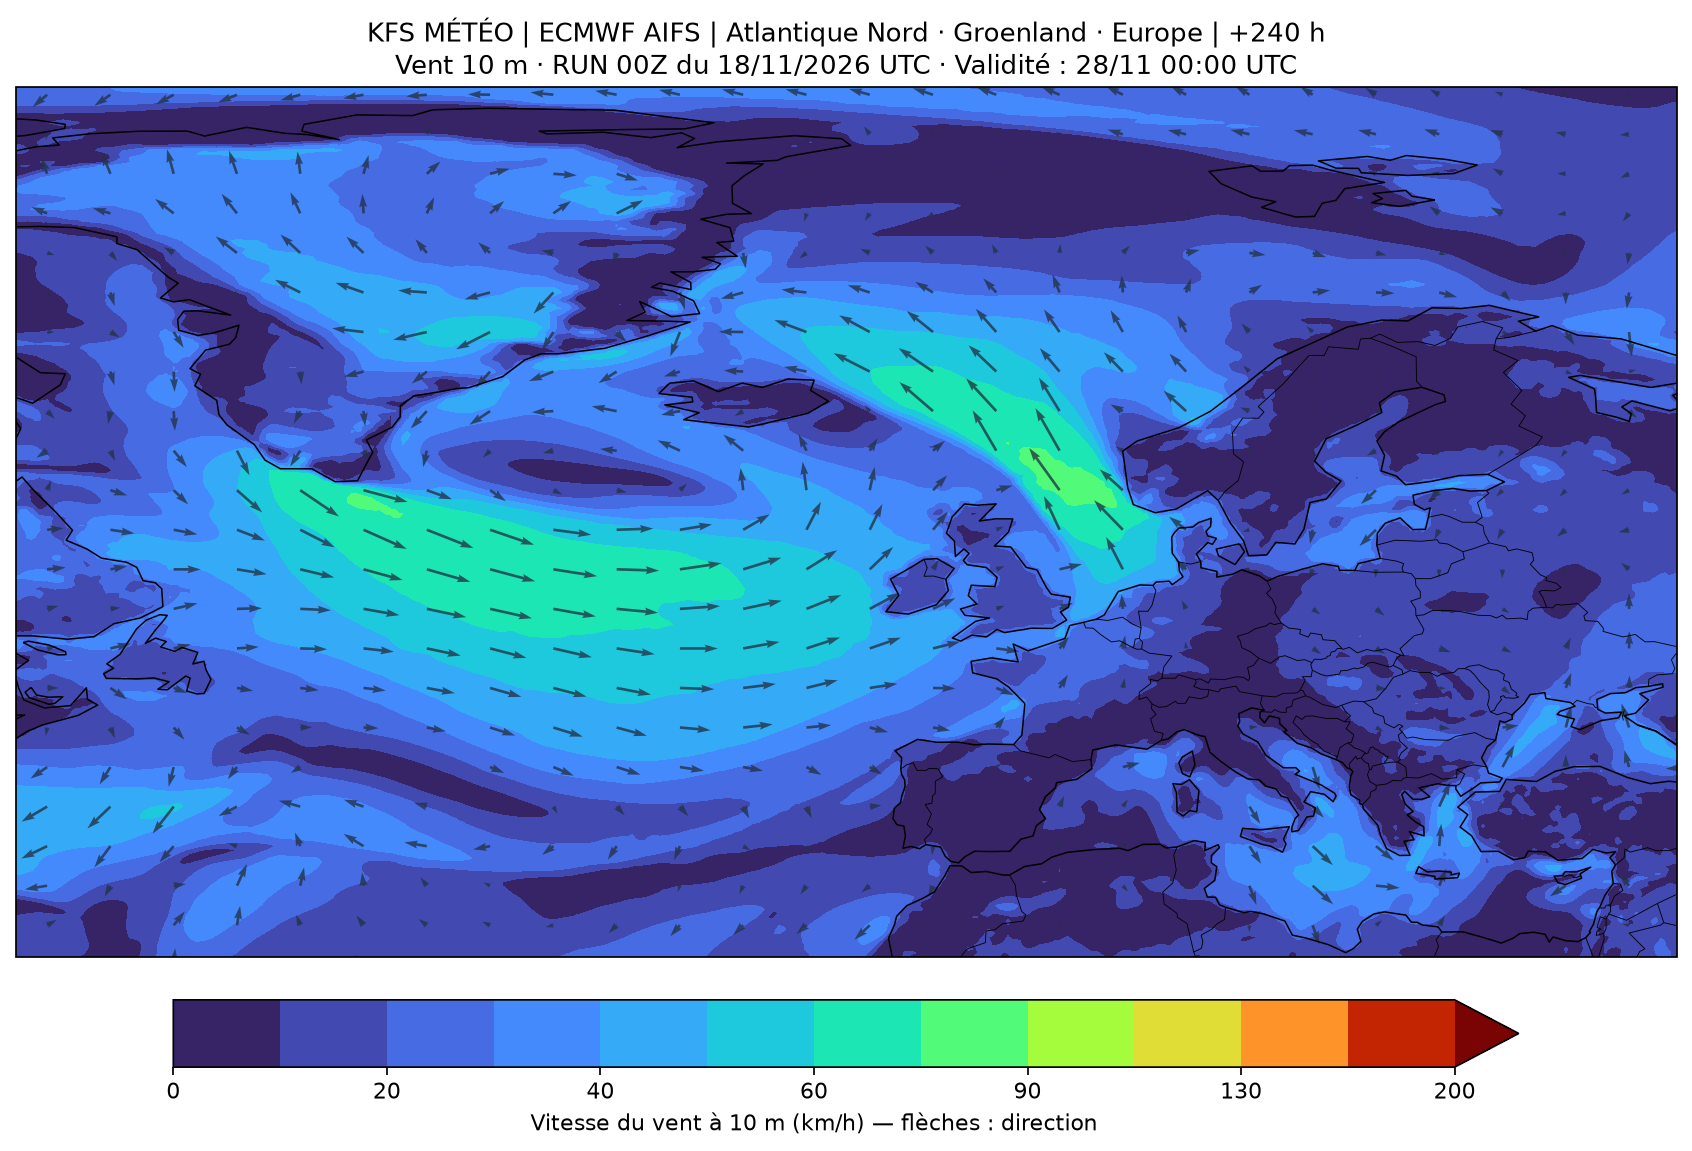 KFS MÉTÉO | ECMWF AIFS | Atlantique Nord · Groenland · Europe | +240 h
Vent 10 m · RUN 00Z du 18/11/2026 UTC · Validité : 28/11 00:00 UTC
0 20 40 60 90 130 200
Vitesse du vent à 10 m (km/h) — flèches : direction